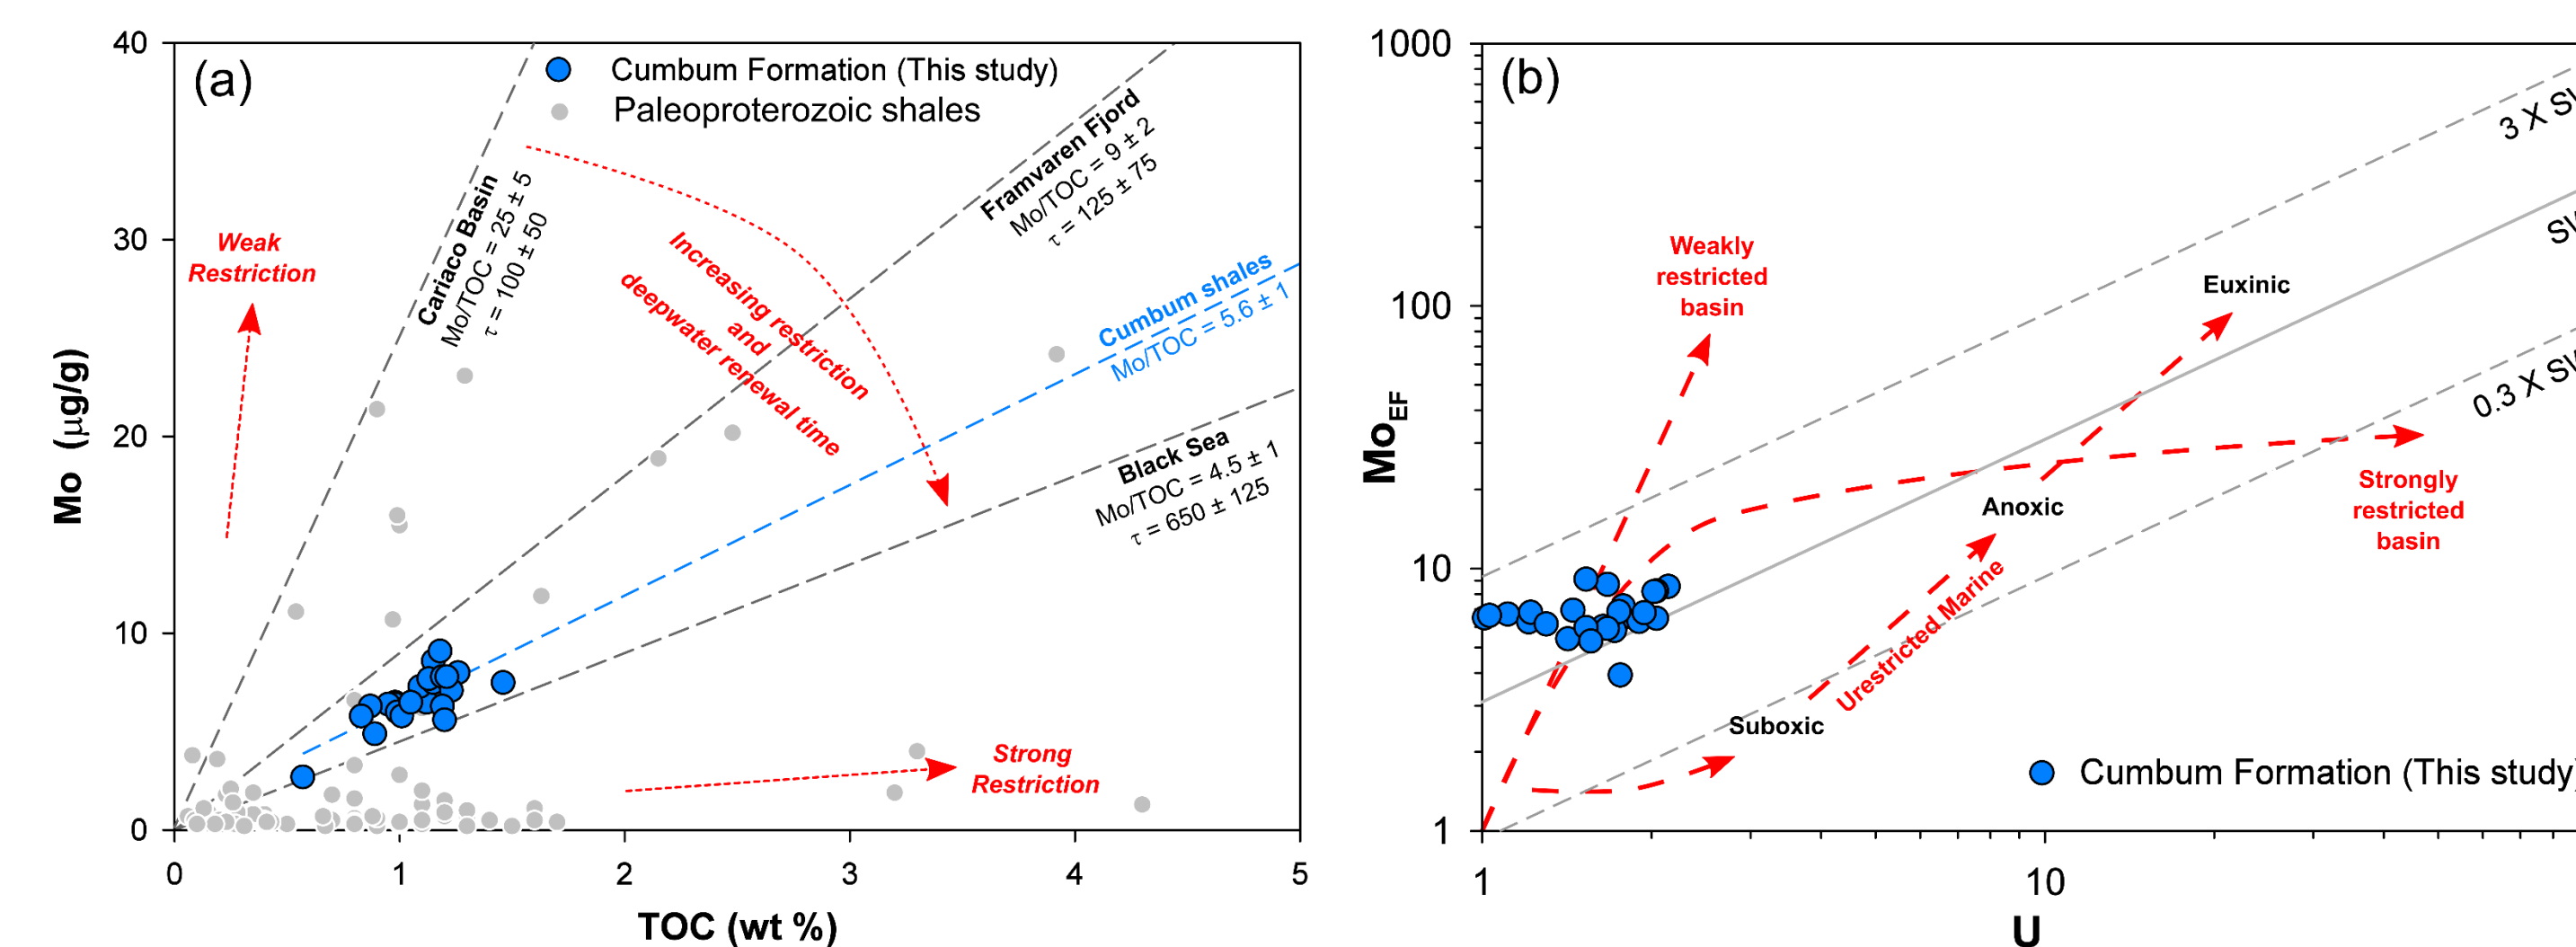 (a)
Cumbum Formation (This study)
Paleoproterozoic shales
40
30
20
10
0
Mo (µg/g)
0
1
2
3
4
5
TOC (wt %)
Weak
Restriction
Cariaco Basin
Mo/TOC = 25 ± 5
τ = 100 ± 50
Increasing restriction
and
deepwater renewal time
Framvaren Fjord
Mo/TOC = 9 ± 2
τ = 125 ± 75
Cumbum shales
Mo/TOC = 5.6 ± 1
Black Sea
Mo/TOC = 4.5 ± 1
τ = 650 ± 125
Strong
Restriction
(b)
1000
100
10
1
MoEF
1
10
U
Weakly
restricted
basin
Euxinic
3 X S
S
0.3 X S
Strongly
restricted
basin
Anoxic
Urestricted Marine
Suboxic
Cumbum Formation (This study)